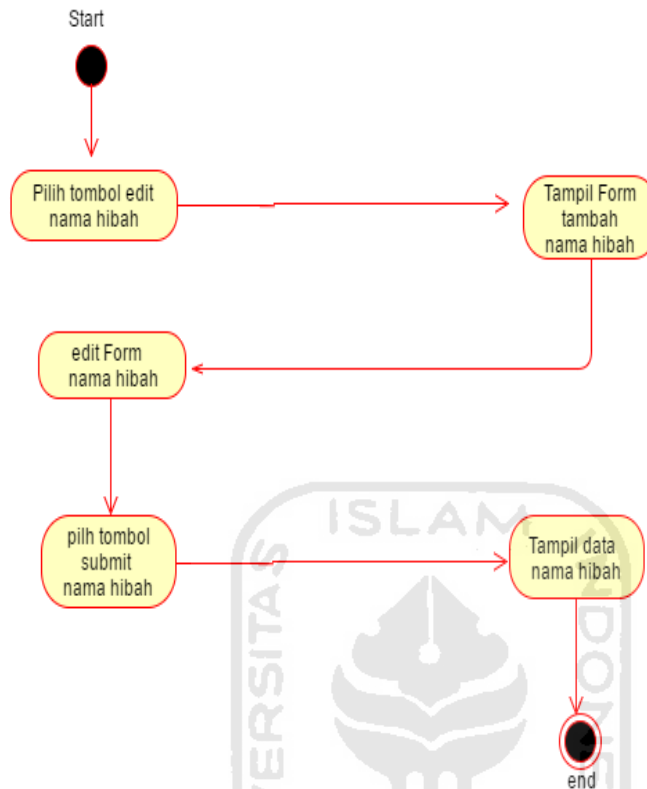 Start
Pilih tombol edit
nama hibah
Tampil Form
tambah
nama hibah
edit Form
nama hibah
pilh tombol
submit
nama hibah
Tampil data
nama hibah
end
ISLAM